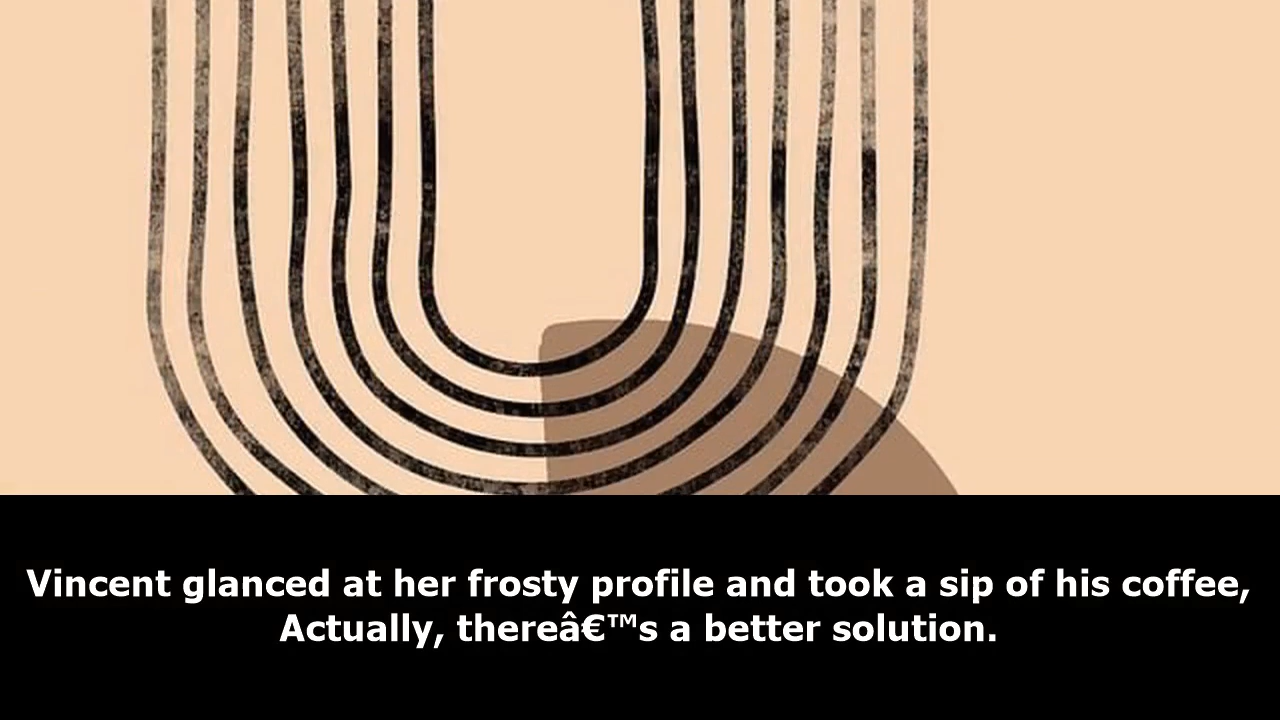 Vincent glanced at her frosty profile and took a sip of his coffee,
Actually, thereâ€™s a better solution.